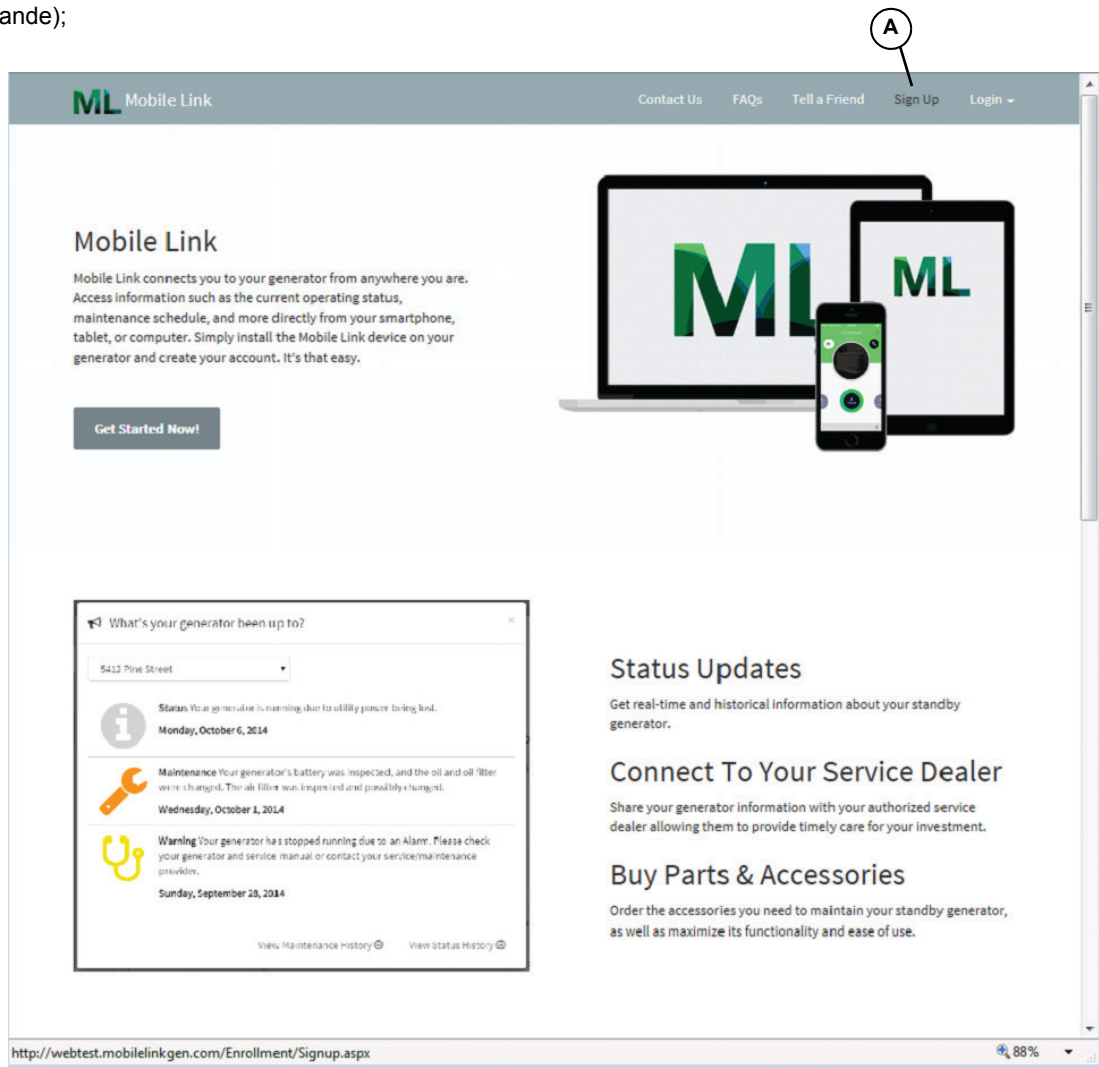 ande);
A
ML Mobile Link
Contact Us FAQs Tell a Friend Sign Up Login
Mobile Link
Mobile Link connects you to your generator from anywhere you are.
Access information such as the current operating status,
maintenance schedule, and more directly from your smartphone,
tablet, or computer. Simply install the Mobile Link device on your
generator and create your account. It's that easy.
Get Started Now!
ML
ML
What's your generator been up to?
5412 Pine Street
Status Your generator is running due to utility power being lost.
Monday, October 6, 2014
Maintenance Your generator's battery was inspected, and the oil and oil filter
were changed. The air filter was inspected and possibly changed.
Wednesday, October 1, 2014
Warning Your generator has stopped running due to an Alarm. Please check
your generator and service manual or contact your service/maintenance
provider.
Sunday, September 28, 2014
View Maintenance History View Status History
Status Updates
Get real-time and historical information about your standby
generator.
Connect To Your Service Dealer
Share your generator information with your authorized service
dealer allowing them to provide timely care for your investment.
Buy Parts & Accessories
Order the accessories you need to maintain your standby generator,
as well as maximize its functionality and ease of use.
http://webtest.mobilelinkgen.com/Enrollment/Signup.aspx
88%